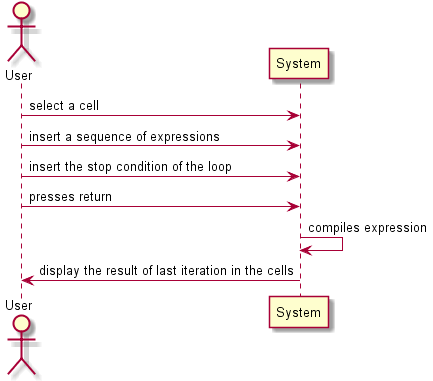 User
System
select a cell
insert a sequence of expressions
insert the stop condition of the loop
presses return
compiles expression
display the result of last iteration in the cells
User
System